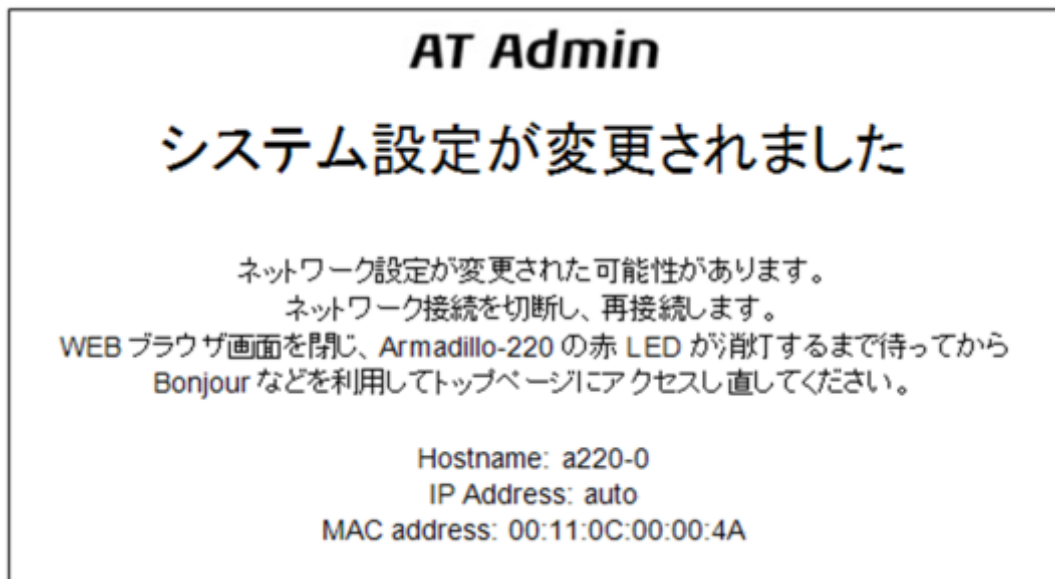 AT Admin
システム設定が変更されました
ネットワーク設定が変更された可能性があります。
ネットワーク接続を切断し、再接続します。
WEB ブラウザ画面を閉じ、Armadillo-220 の赤 LED が消灯するまで待ってから
Bonjour などを利用してトップページにアクセスし直してください。
Hostname: a220-0
IP Address: auto
MAC address: 00:11:0C:00:00:4A